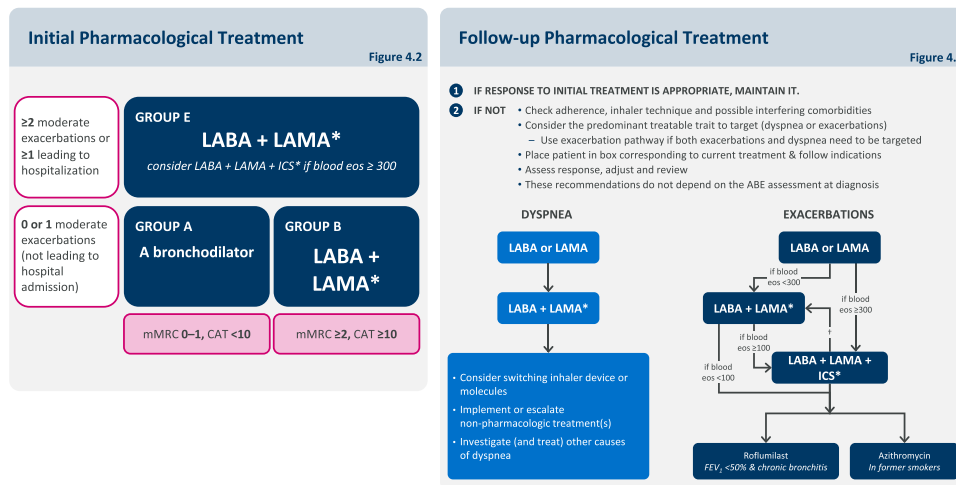 Initial Pharmacological Treatment
Figure 4.2
≥2 moderate
exacerbations or
≥1 leading to
hospitalization
GROUP E
LABA + LAMA*
consider LABA + LAMA + ICS* if blood eos ≥ 300
0 or 1 moderate
exacerbations
(not leading to
hospital
admission)
GROUP A
A bronchodilator
GROUP B
LABA +
LAMA*
mMRC 0–1, CAT <10
mMRC ≥2, CAT ≥10
Follow-up Pharmacological Treatment
Figure 4.
1 IF RESPONSE TO INITIAL TREATMENT IS APPROPRIATE, MAINTAIN IT.
2 IF NOT • Check adherence, inhaler technique and possible interfering comorbidities
• Consider the predominant treatable trait to target (dyspnea or exacerbations)
– Use exacerbation pathway if both exacerbations and dyspnea need to be targeted
• Place patient in box corresponding to current treatment & follow indications
• Assess response, adjust and review
• These recommendations do not depend on the ABE assessment at diagnosis
DYSPNEA
LABA or LAMA
LABA + LAMA*
• Consider switching inhaler device or
molecules
• Implement or escalate
non-pharmacologic treatment(s)
• Investigate (and treat) other causes
of dyspnea
EXACERBATIONS
LABA or LAMA
if blood
eos <300
if blood
eos ≥300
LABA + LAMA*
if blood
eos ≥100
†
if blood
eos <100
LABA + LAMA +
ICS*
Roflumilast
FEV1 <50% & chronic bronchitis
Azithromycin
In former smokers